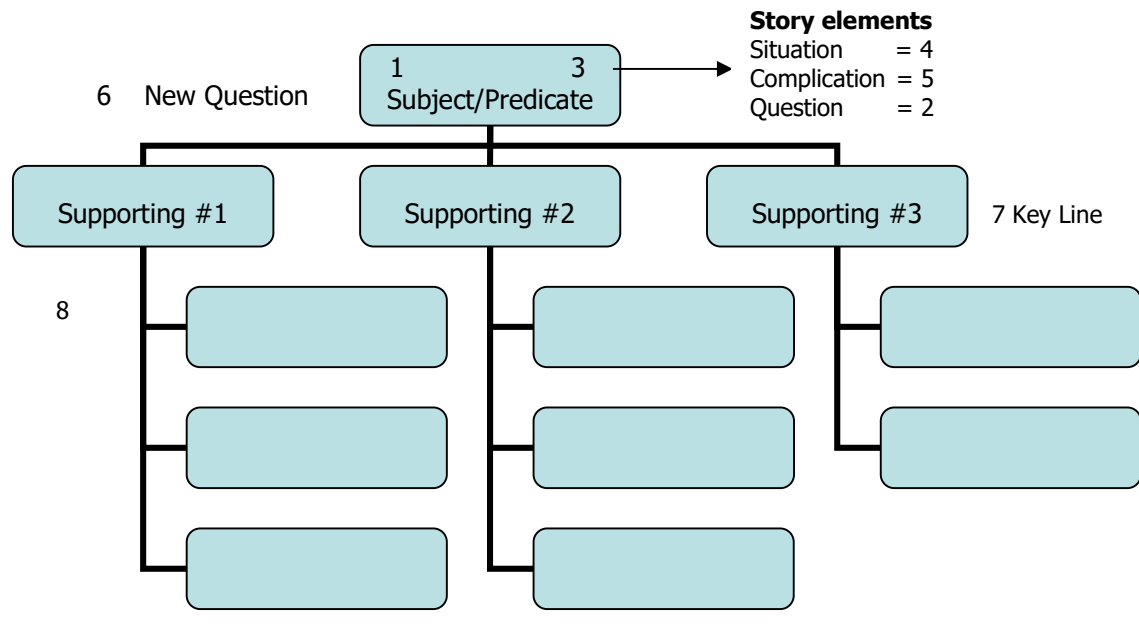 Story elements
Situation = 4
Complication = 5
Question = 2
1 3
Subject/Predicate
6 New Question
Supporting #1
Supporting #2
Supporting #3
7 Key Line
8